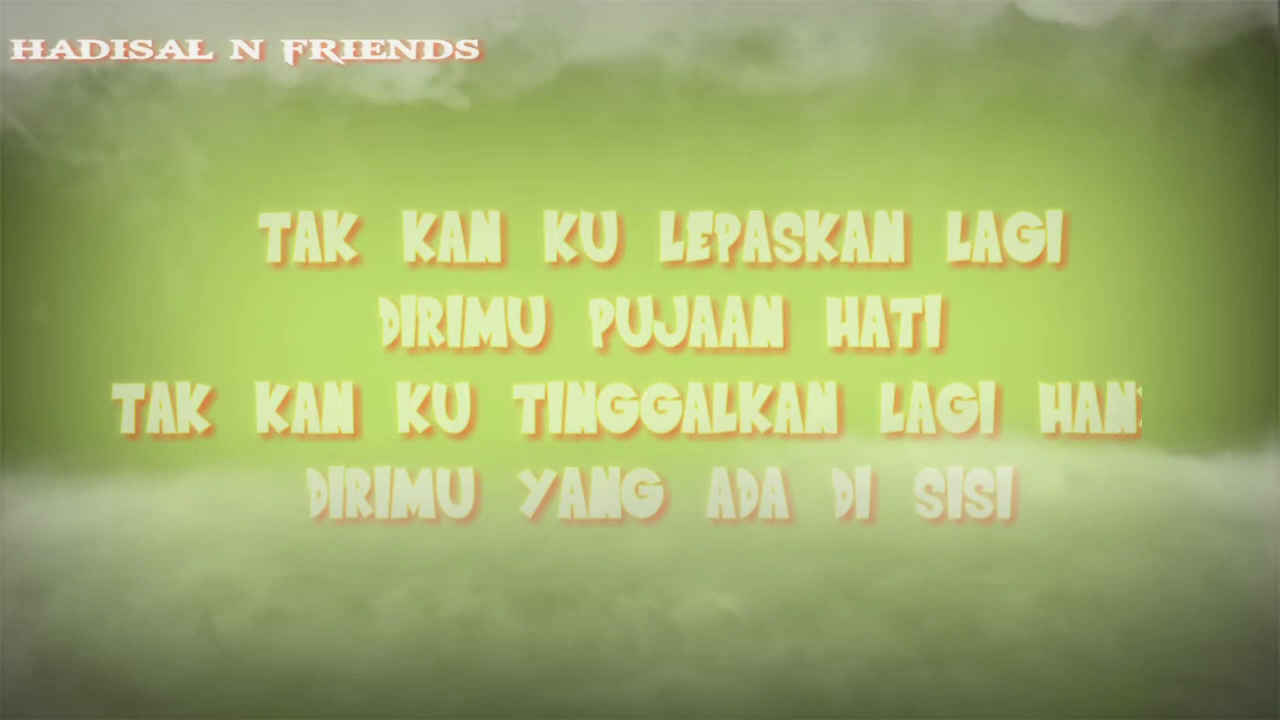 HADISAL N FRIENDS
TAK KAN KU LEPASKAN LAGI
DIRIMU PUJAAN HATI
TAK KAN KU TINGGALKAN LAGI
DIRIMU YANG ADA DI SISI